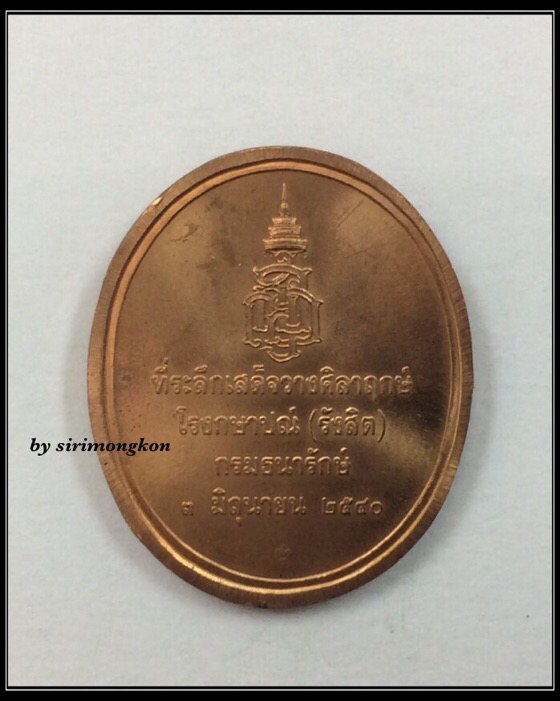 ที่ระลึกเสด็จวางศิลาฤกษ์
โรงกษาปณ์ (รังสิต)
by sirimongkon
กรมธนารักษ์
๓ มิถุนายน ๒๕๔๐